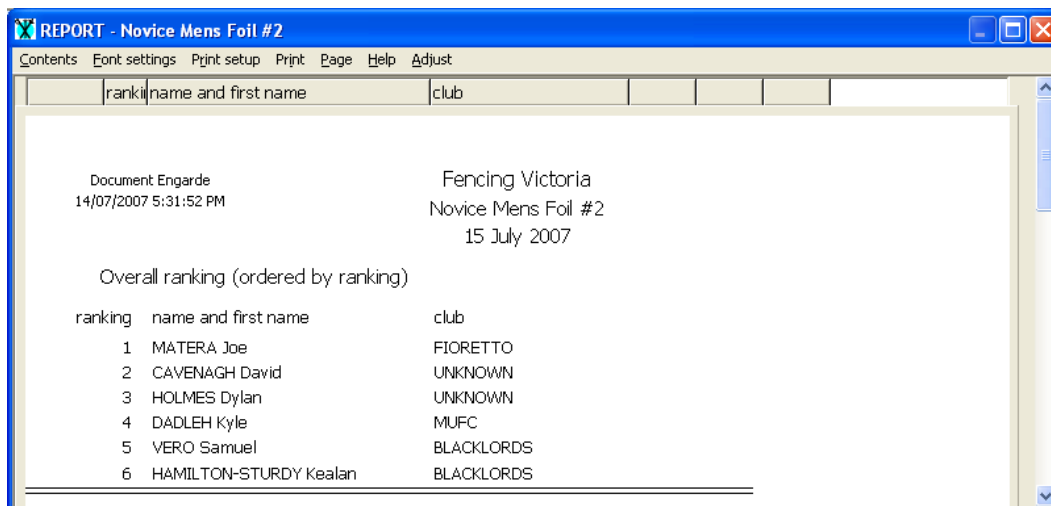 REPORT - Novice Mens Foil #2
Contents Font settings Print setup Print Page Help Adjust
ranki name and first name club
Document Engarde
14/07/2007 5:31:52 PM
Fencing Victoria
Novice Mens Foil #2
15 July 2007
Overall ranking (ordered by ranking)
ranking name and first name club
1 MATERA Joe FIORETTO
2 CAVENAGH David UNKNOWN
3 HOLMES Dylan UNKNOWN
4 DADLEH Kyle MUFC
5 VERO Samuel BLACKLORDS
6 HAMILTON-STURDY Kealan BLACKLORDS